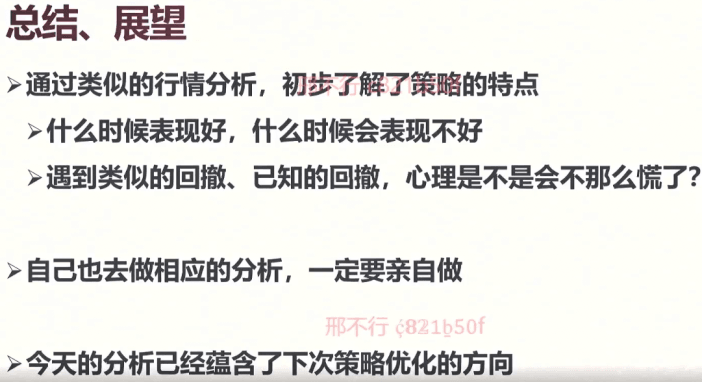 总结、展望
➢通过类似的行情分析，初步了解了策略的特点
➢什么时候表现好，什么时候会表现不好
➢遇到类似的回撤、已知的回撤，心理是不是会不那么慌了？
➢自己也去做相应的分析，一定要亲自做
邢不行
➢今天的分析已经蕴含了下次策略优化的方向